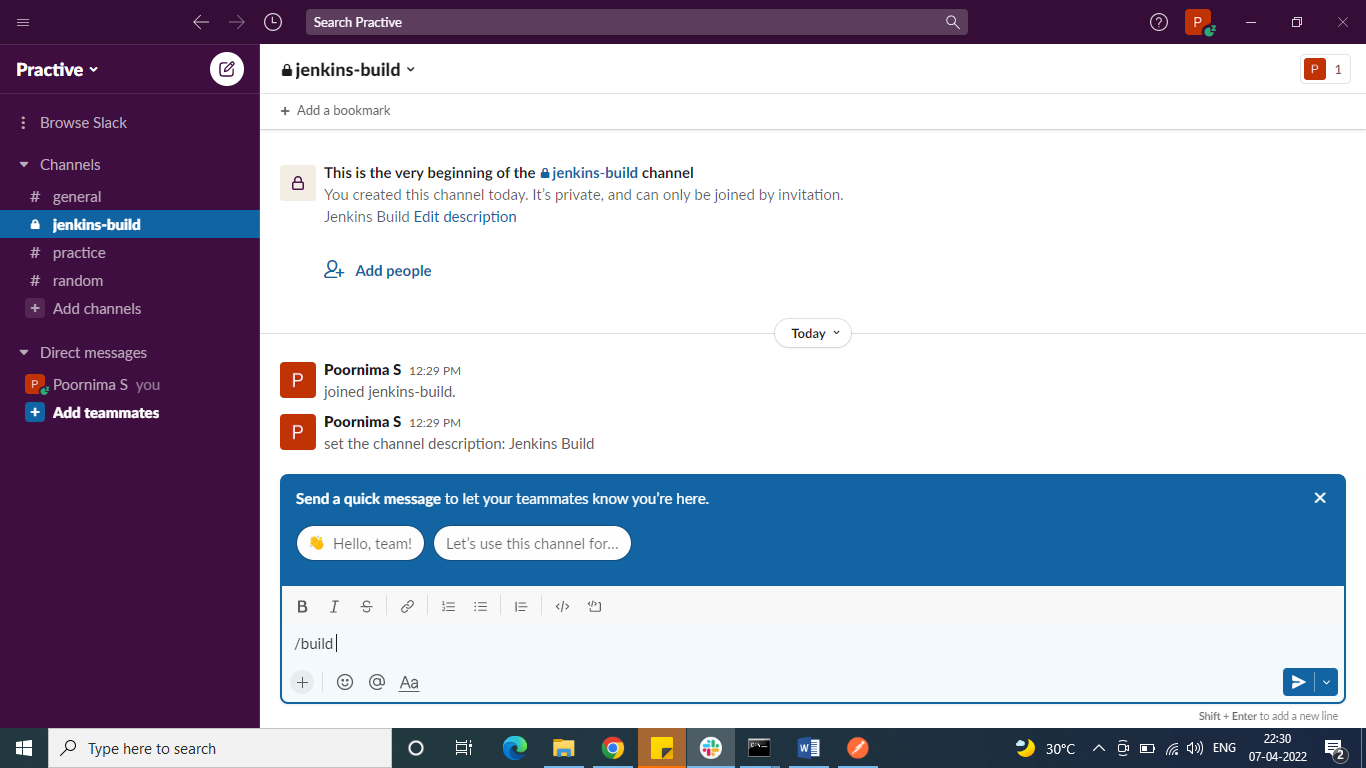 Search Practive
P
Practive
jenkins-build
P 1
+ Add a bookmark
Browse Slack
Channels
# general
jenkins-build
# practice
# random
+ Add channels
Direct messages
P Poornima S you
+ Add teammates
This is the very beginning of the jenkins-build channel
You created this channel today. It's private, and can only be joined by invitation.
Jenkins Build Edit description
Add people
Today
P
Poornima S 12:29 PM
joined jenkins-build.
P
Poornima S 12:29 PM
set the channel description: Jenkins Build
Send a quick message to let your teammates know you're here.
Hello, team!
Let's use this channel for...
B I S
/build
+ @ Aa
Shift + Enter to add a new line
Type here to search
30°C
ENG
22:30
07-04-2022
2